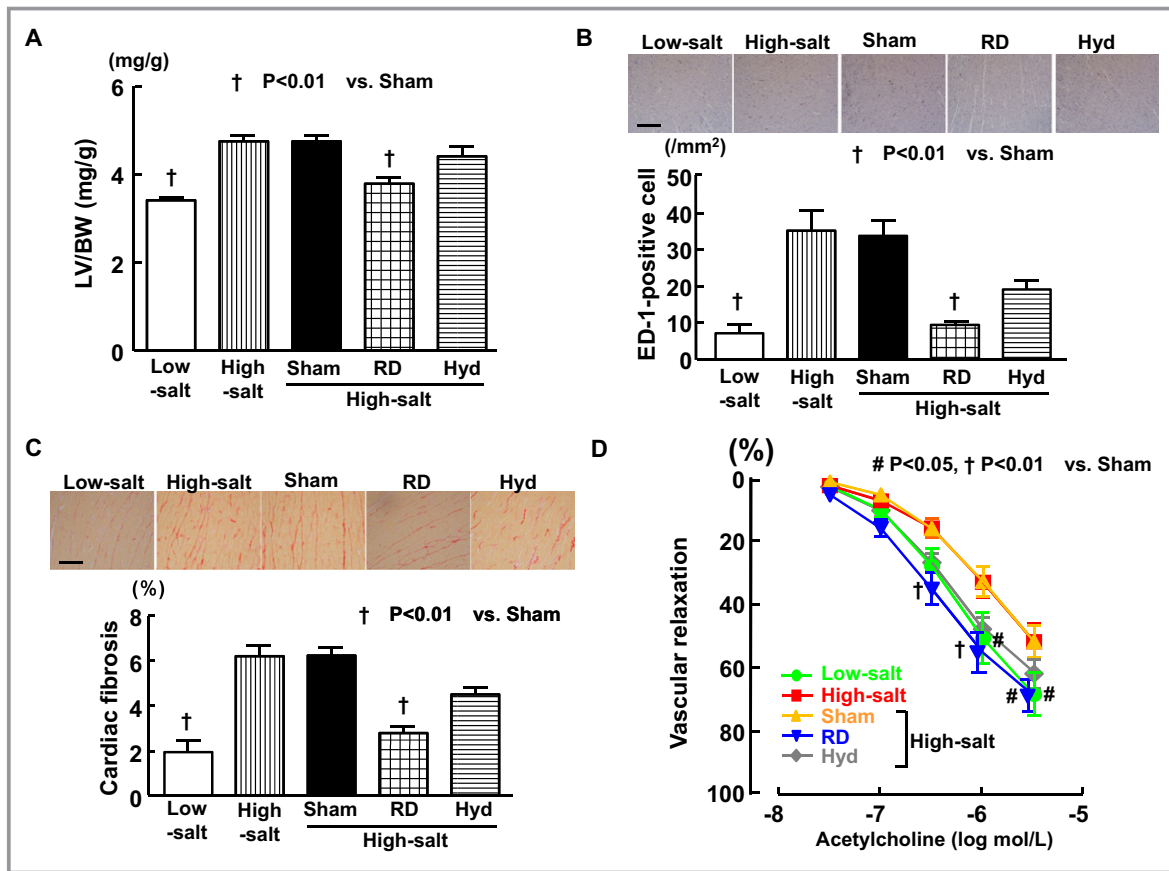 A
(mg/g)
† P<0.01 vs. Sham
LV/BW (mg/g)
6
4
2
0
†
†
Low
-salt
High
-salt
Sham
RD
Hyd
High-salt
B
Low-salt
High-salt
Sham
RD
Hyd
(/mm²)
† P<0.01 vs. Sham
ED-1-positive cell
50
40
30
20
10
0
†
†
Low
-salt
High
-salt
Sham
RD
Hyd
High-salt
C
Low-salt
High-salt
Sham
RD
Hyd
(%)
† P<0.01 vs. Sham
Cardiac fibrosis
8
6
4
2
0
†
†
Low
-salt
High
-salt
Sham
RD
Hyd
High-salt
D
(%)
# P<0.05, † P<0.01 vs. Sham
Vascular relaxation
0
20
40
60
80
100
†
†
#
#
#
Low-salt
High-salt
Sham
RD
Hyd
High-salt
-8
-7
-6
-5
Acetylcholine (log mol/L)